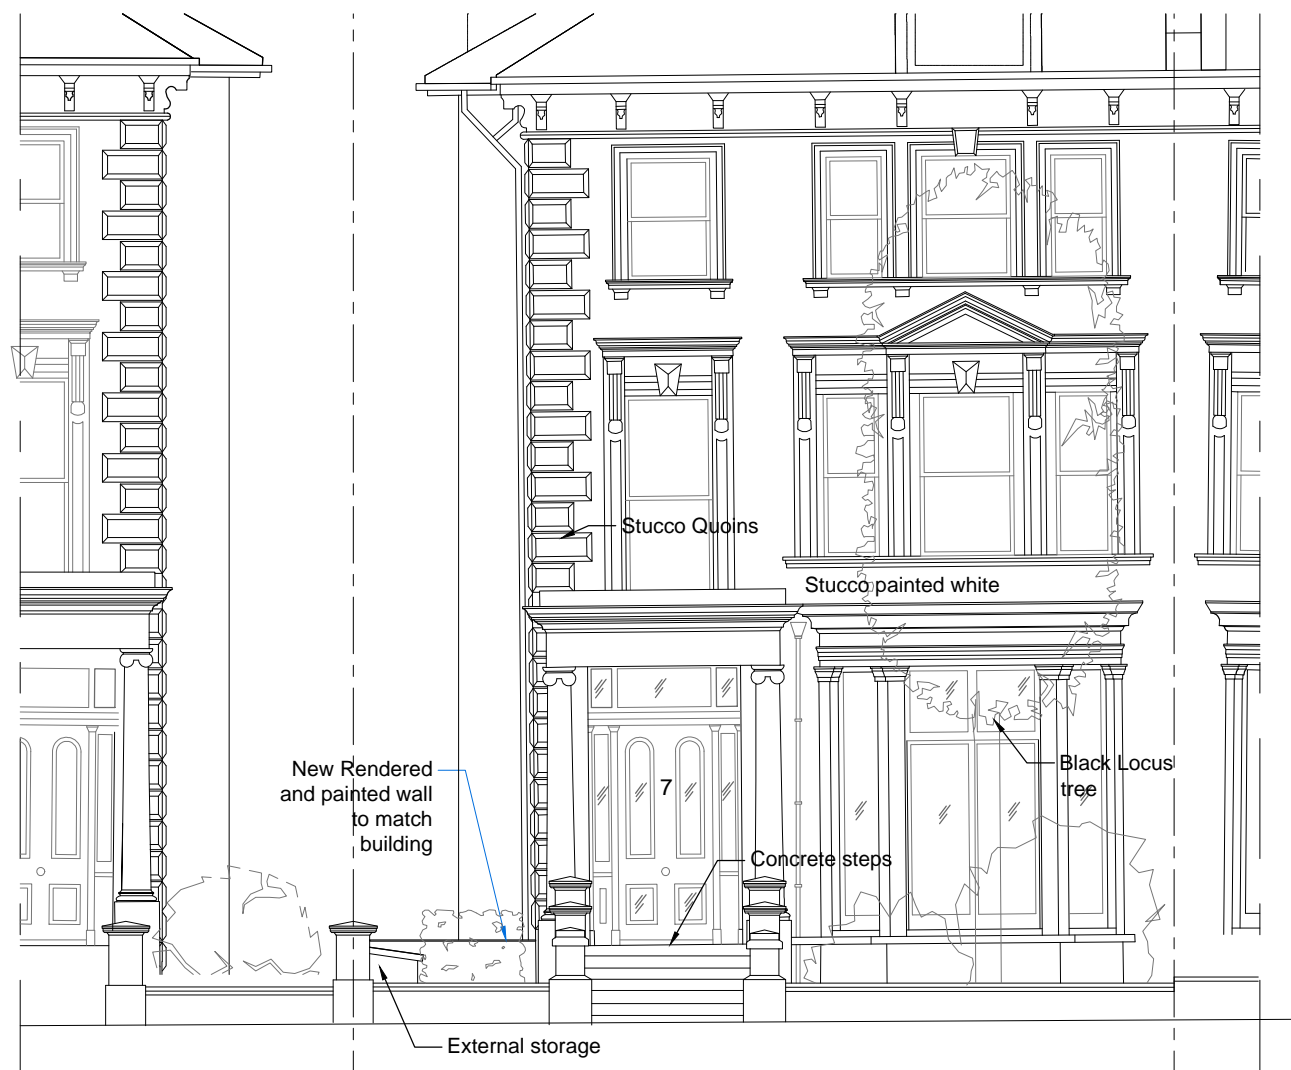 Stucco Quoins
Stucco painted white
New Rendered
and painted wall
to match
building
7
Black Locus
tree
Concrete steps
External storage